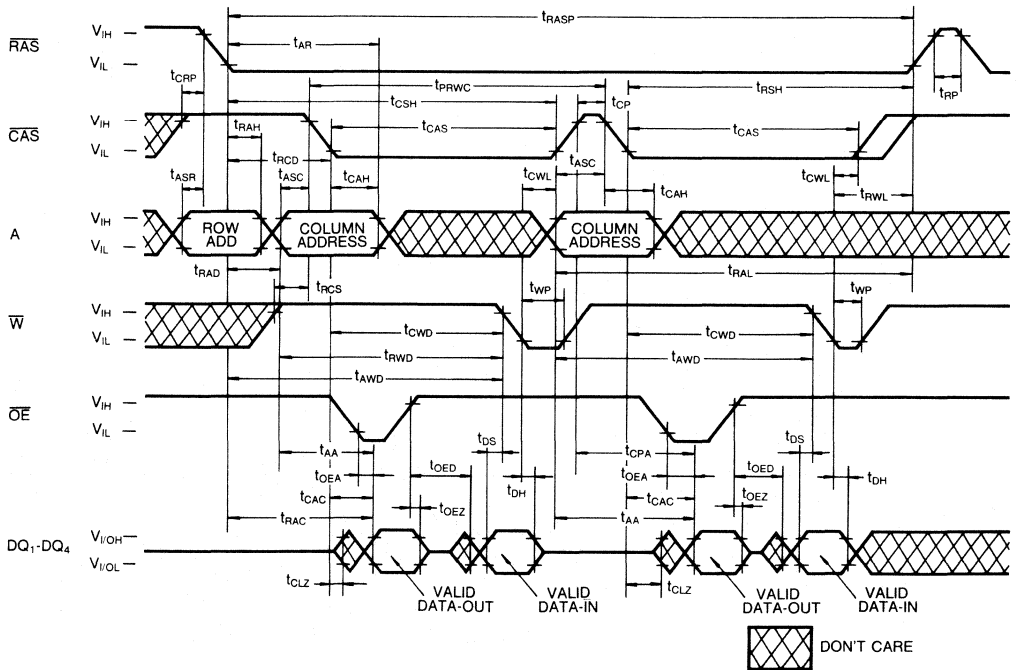 tRASP
RAS
VIH
VIL
tAR
tCRP
tPRWC
tCSH
tCP
tRSH
tRP
CAS
VIH
VIL
tRAH
tRCD
tCAS
tCAS
tASR
tASC
tCAH
tCWL
tASC
tCAH
tCWL
tRWL
A
VIH
VIL
ROW
ADD
COLUMN
ADDRESS
COLUMN
ADDRESS
tRAD
tRCS
tWP
tRAL
tWP
W
VIH
VIL
tCWD
tCWD
tRWD
tAWD
tAWD
OE
VIH
VIL
tAA
tDS
tCPA
tDS
tOEA
tOED
tOEA
tOED
tCAC
tDH
tCAC
tDH
tRAC
tOEZ
tAA
tOEZ
DQ1-DQ4
VI/OH
VI/OL
tCLZ
VALID
DATA-OUT
VALID
DATA-IN
tCLZ
VALID
DATA-OUT
VALID
DATA-IN
DON'T CARE